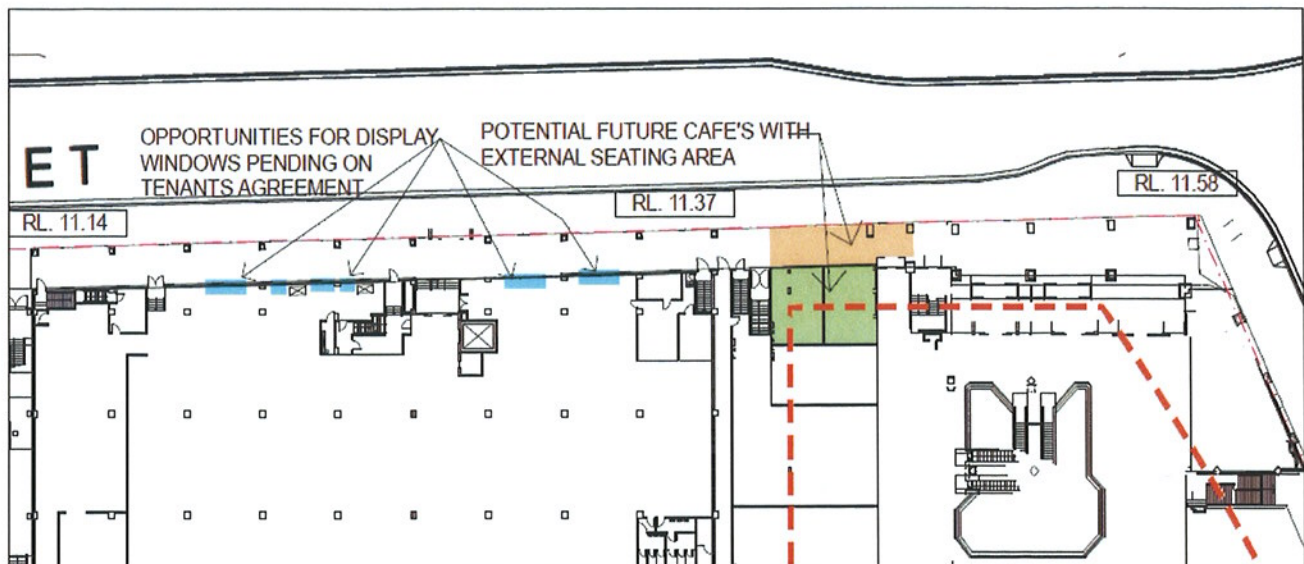 OPPORTUNITIES FOR DISPLAY
WINDOWS PENDING ON
TENANTS AGREEMENT
POTENTIAL FUTURE CAFE'S WITH
EXTERNAL SEATING AREA
ET
RL. 11.14
RL. 11.37
RL. 11.58